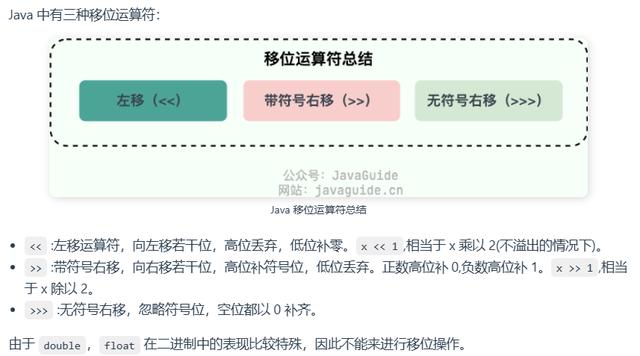 Java 中有三种移位运算符：
移位运算符总结
左移（<<）
带符号右移（>>）
无符号右移（>>>）
公众号：JavaGuide
网站：javaguide.cn
Java 移位运算符总结
• << :左移运算符，向左移若干位，高位丢弃，低位补零。 x << 1 ,相当于 x 乘以 2(不溢出的情况下)。
• >> :带符号右移，向右移若干位，高位补符号位，低位丢弃。正数高位补 0,负数高位补 1。 x >> 1 ,相当
于 x 除以 2。
• >>> :无符号右移，忽略符号位，空位都以 0 补齐。
由于 double ， float 在二进制中的表现比较特殊，因此不能来进行移位操作。